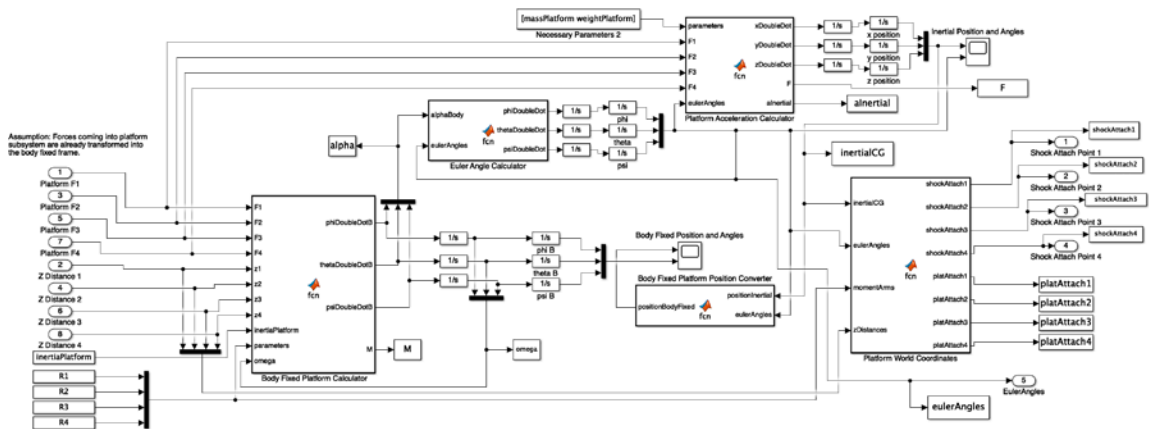 [massPlatform weightPlatform]
Necessary Parameters 2
parameters
F1
F2
F3
F4
eulerAngles
fcn
xDoubleDot
yDoubleDot
zDoubleDot
F
aInertial
Platform Acceleration Calculator
1/s
1/s
x position
1/s
1/s
y position
1/s
1/s
z position
Inertial Position and Angles
F
aInertial
Assumption: Forces coming into platform
subsystem are already transformed into
the body fixed frame.
alpha
alphaBody
eulerAngles
fcn
phiDoubleDot
thetaDoubleDot
psiDoubleDot
Euler Angle Calculator
1/s
1/s
phi
1/s
1/s
theta
1/s
1/s
psi
inertialCG
1
Platform F1
3
Platform F2
5
Platform F3
7
Platform F4
2
Z Distance 1
4
Z Distance 2
6
Z Distance 3
8
Z Distance 4
inertiaPlatform
R1
R2
R3
R4
F1
F2
F3
F4
z1
z2
z3
z4
inertiaPlatform
parameters
omega
fcn
phiDoubleDot3
thetaDoubleDot3
psiDoubleDot3
M
Body Fixed Platform Calculator
1/s
1/s
phi B
1/s
1/s
theta B
1/s
1/s
psi B
M
omega
Body Fixed Position and Angles
Body Fixed Platform Position Converter
positionBodyFixed
fcn
positionInertial
eulerAngles
inertialCG
eulerAngles
momentArms
zDistances
fcn
shockAttach1
shockAttach2
shockAttach3
shockAttach4
platAttach1
platAttach2
platAttach3
platAttach4
Platform World Coordinates
shockAttach1
1
Shock Attach Point 1
shockAttach2
2
Shock Attach Point 2
shockAttach3
3
Shock Attach Point 3
shockAttach4
4
Shock Attach Point 4
platAttach1
platAttach2
platAttach3
platAttach4
5
EulerAngles
eulerAngles